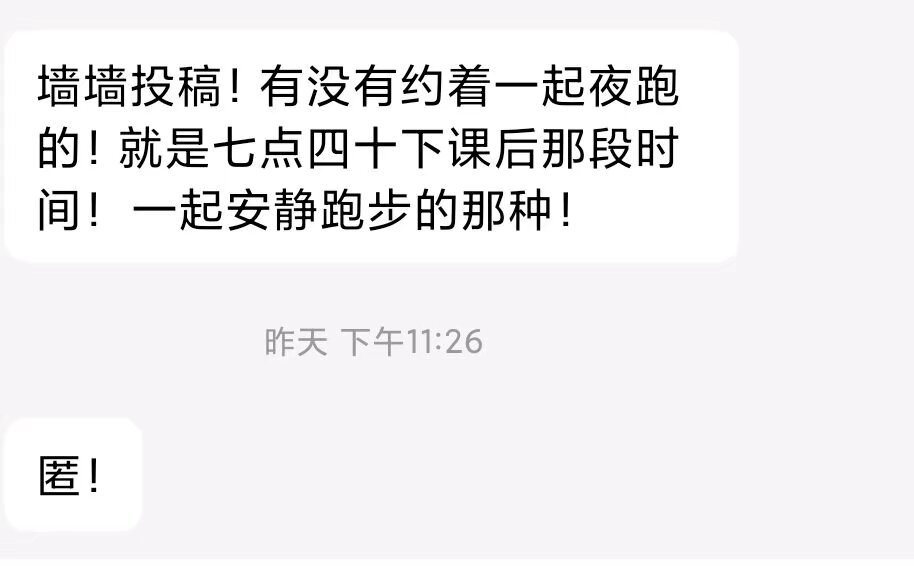 墙墙投稿！有没有约着一起夜跑
的！就是七点四十下课后那段时
间！ 一起安静跑步的那种！
昨天 下午11:26
匿！